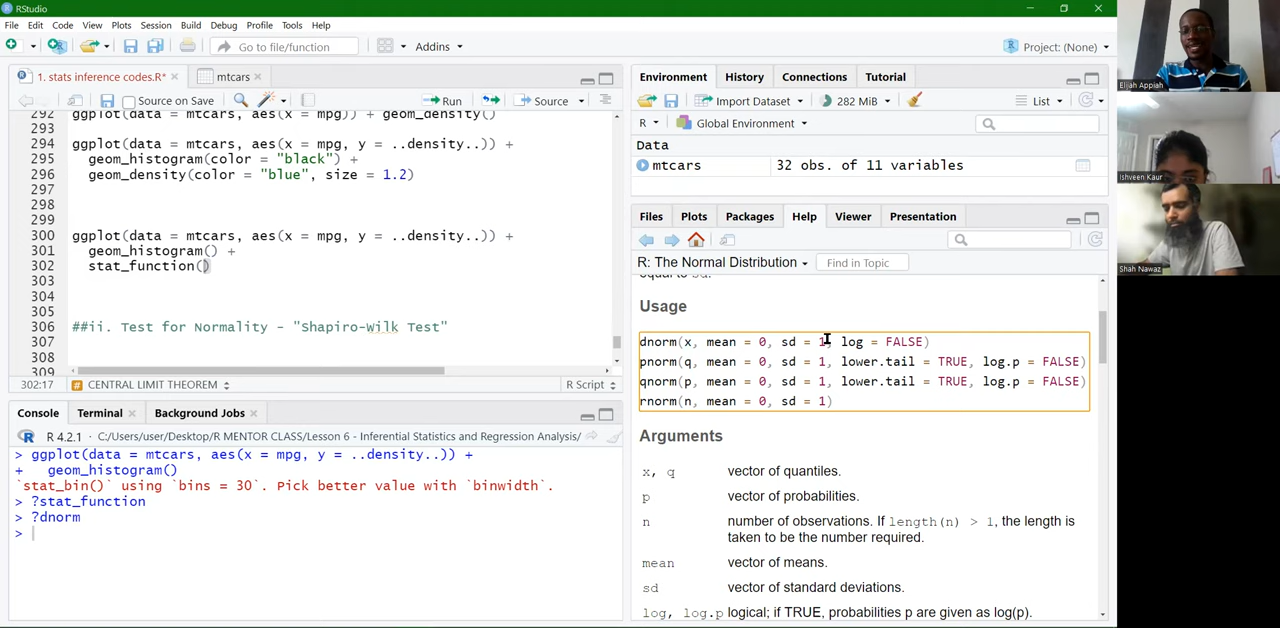 RStudio
File Edit Code View Plots Session Build Debug Profile Tools Help
Go to file/function Addins Project: (None)
1. stats inference codes.R* mtcars
Source on Save Run Source
292 ggplot(data = mtcars, aes(x = mpg)) + geom_density()
293
294 ggplot(data = mtcars, aes(x = mpg, y = ..density..)) +
295 geom_histogram(color = "black") +
296 geom_density(color = "blue", size = 1.2)
297
298
299
300 ggplot(data = mtcars, aes(x = mpg, y = ..density..)) +
301 geom_histogram() +
302 stat_function()
303
304
305
306 ##ii. Test for Normality - "Shapiro-Wilk Test"
307
308
309
302:17 # CENTRAL LIMIT THEOREM R Script
Console Terminal Background Jobs
R 4.2.1 · C:/Users/user/Desktop/R MENTOR CLASS/Lesson 6 - Inferential Statistics and Regression Analysis/
> ggplot(data = mtcars, aes(x = mpg, y = ..density..)) +
+ geom_histogram()
`stat_bin()` using `bins = 30`. Pick better value with `binwidth`.
> ?stat_function
> ?dnorm
>
Environment History Connections Tutorial
Import Dataset 282 MiB List
R Global Environment
Data
mtcars 32 obs. of 11 variables
Files Plots Packages Help Viewer Presentation
R: The Normal Distribution Find in Topic
equal to sd.
Usage
dnorm(x, mean = 0, sd = 1, log = FALSE)
pnorm(q, mean = 0, sd = 1, lower.tail = TRUE, log.p = FALSE)
qnorm(p, mean = 0, sd = 1, lower.tail = TRUE, log.p = FALSE)
rnorm(n, mean = 0, sd = 1)
Arguments
x, q vector of quantiles.
p vector of probabilities.
n number of observations. If length(n) > 1, the length is
taken to be the number required.
mean vector of means.
sd vector of standard deviations.
log, log.p logical; if TRUE, probabilities p are given as log(p).
Elijah Appiah
Ishveen Kaur
Shah Nawaz